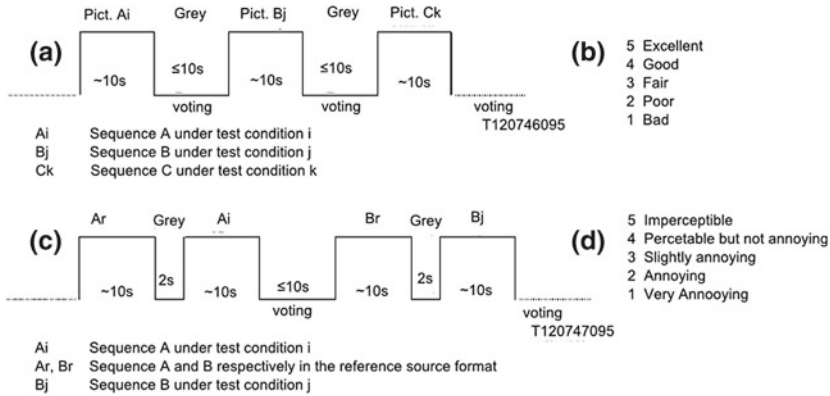 Pict. Ai Grey Pict. Bj Grey Pict. Ck
(a) ≤10s ≤10s
~10s ~10s ~10s
voting voting voting
T120746095
Ai Sequence A under test condition i
Bj Sequence B under test condition j
Ck Sequence C under test condition k
(b)
5 Excellent
4 Good
3 Fair
2 Poor
1 Bad
Ar Grey Ai Br Grey Bj
(c)
~10s 2s ~10s ≤10s ~10s 2s ~10s
voting voting
T120747095
Ai Sequence A under test condition i
Ar, Br Sequence A and B respectively in the reference source format
Bj Sequence B under test condition j
(d)
5 Imperceptible
4 Percetable but not annoying
3 Slightly annoying
2 Annoying
1 Very Annooying